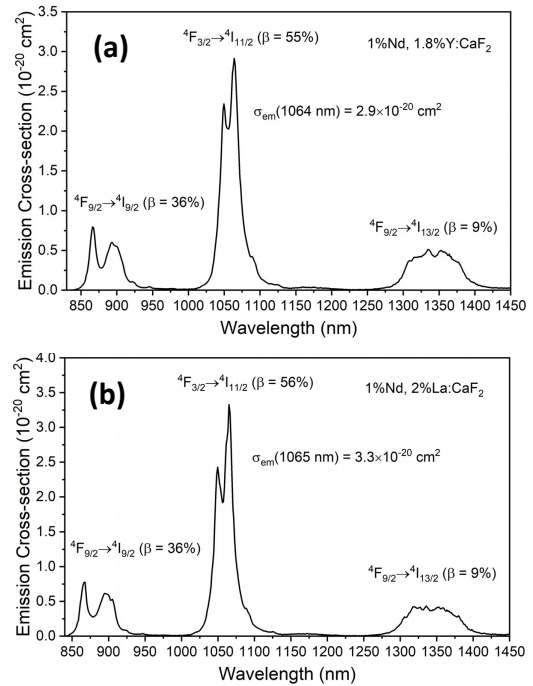 (a)
⁴F₃/₂→⁴I₁₁/₂ (β = 55%)
1%Nd, 1.8%Y:CaF₂
σₑₘ(1064 nm) = 2.9×10⁻²⁰ cm²
⁴F₉/₂→⁴I₉/₂ (β = 36%)
⁴F₉/₂→⁴I₁₃/₂ (β = 9%)
Emission Cross-section (10⁻²⁰ cm²)
3.5
3.0
2.5
2.0
1.5
1.0
0.5
0.0
850 900 950 1000 1050 1100 1150 1200 1250 1300 1350 1400 1450
Wavelength (nm)
(b)
⁴F₃/₂→⁴I₁₁/₂ (β = 56%)
1%Nd, 2%La:CaF₂
σₑₘ(1065 nm) = 3.3×10⁻²⁰ cm²
⁴F₉/₂→⁴I₉/₂ (β = 36%)
⁴F₉/₂→⁴I₁₃/₂ (β = 9%)
Emission Cross-section (10⁻²⁰ cm²)
4.0
3.5
3.0
2.5
2.0
1.5
1.0
0.5
0.0
850 900 950 1000 1050 1100 1150 1200 1250 1300 1350 1400 1450
Wavelength (nm)